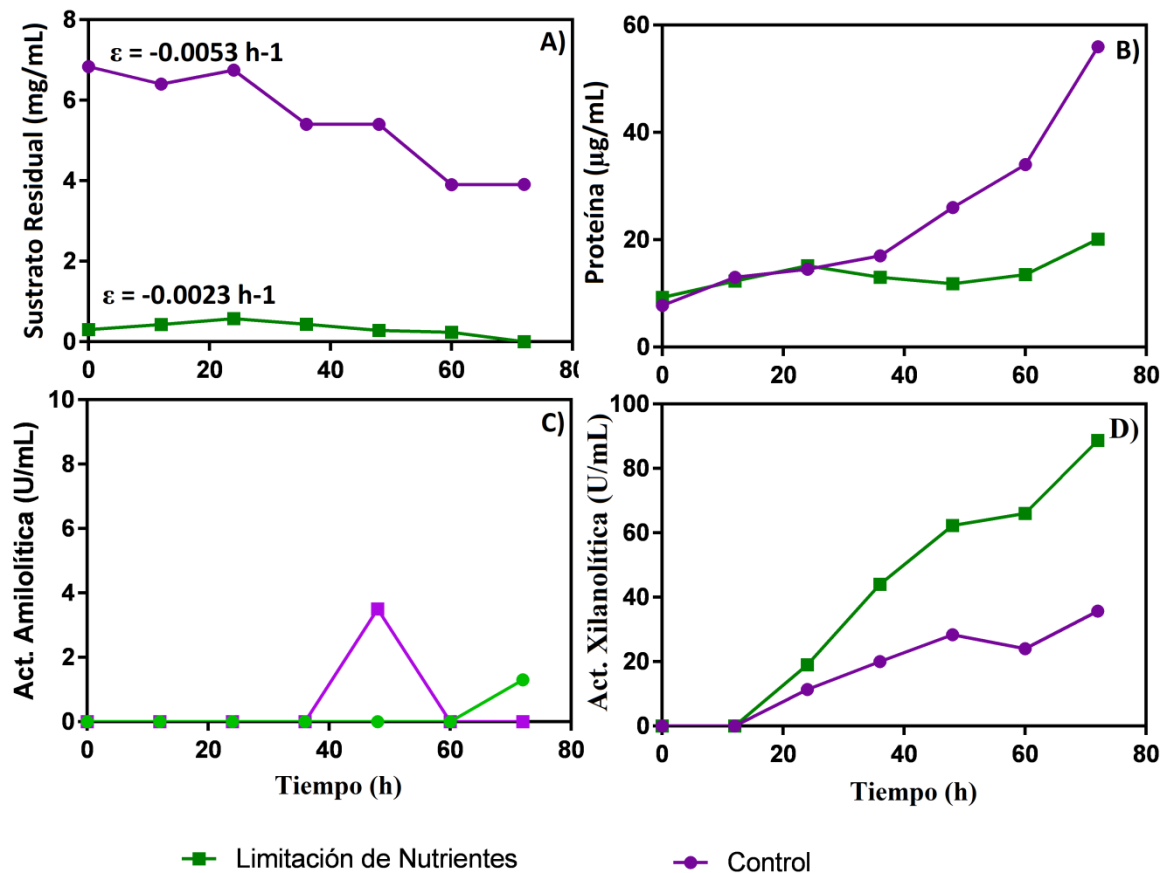 A)
Sustrato Residual (mg/mL)
8
6
4
2
0
ε = -0.0053 h-1
ε = -0.0023 h-1
0 20 40 60 80
B)
Proteína (µg/mL)
60
40
20
0
0 20 40 60 80
C)
Act. Amilolítica (U/mL)
10
8
6
4
2
0
0 20 40 60 80
Tiempo (h)
D)
Act. Xilanolítica (U/mL)
100
80
60
40
20
0
0 20 40 60 80
Tiempo (h)
Limitación de Nutrientes
Control